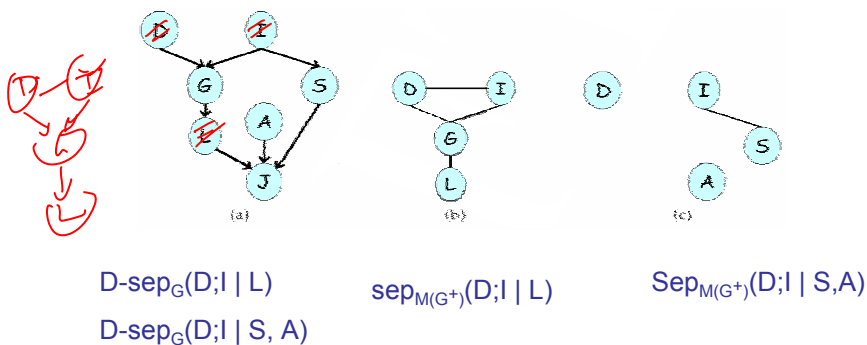 D I
G S D I D I
A G S
L L A
J
(a) (b) (c)
D I
L
D-sepG(D;I | L) sepM(G+)(D;I | L) SepM(G+)(D;I | S,A)
D-sepG(D;I | S, A)